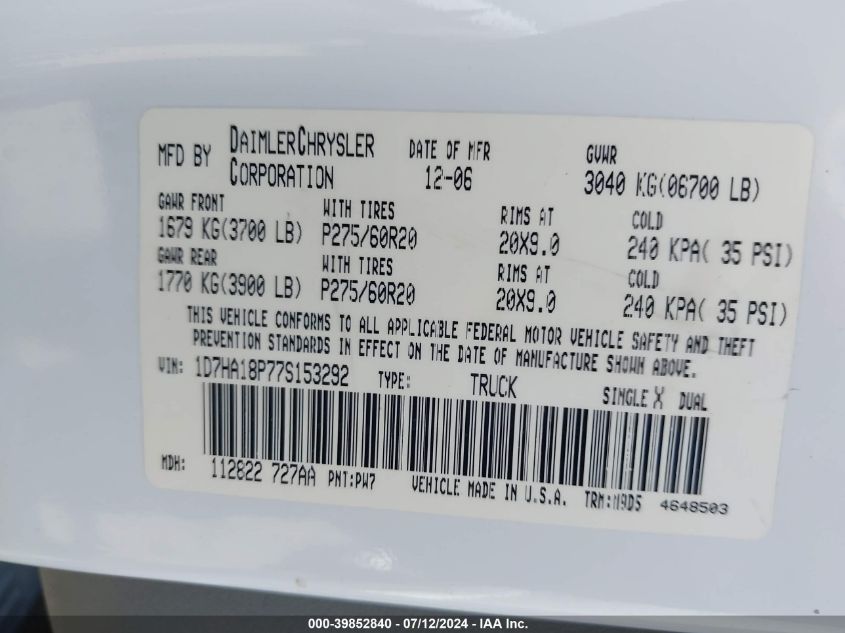 MFD BY DAIMLERCHRYSLER CORPORATION DATE OF MFR 12-06 GVWR 3040 KG(06700 LB)
GAWR FRONT WITH TIRES RIMS AT COLD
1679 KG(3700 LB) P275/60R20 20X9.0 240 KPA( 35 PSI)
GAWR REAR WITH TIRES RIMS AT COLD
1770 KG(3900 LB) P275/60R20 20X9.0 240 KPA( 35 PSI)
THIS VEHICLE CONFORMS TO ALL APPLICABLE FEDERAL MOTOR VEHICLE SAFETY AND THEFT
PREVENTION STANDARDS IN EFFECT ON THE DATE OF MANUFACTURE SHOWN ABOVE.
VIN: 1D7HA18P77S153292 TYPE: TRUCK SINGLE X DUAL
MDH: 112822 727AA PNT:PW7 VEHICLE MADE IN U.S.A. TRM:M9D5 4648503
000-39852840 - 07/12/2024 - IAA Inc.